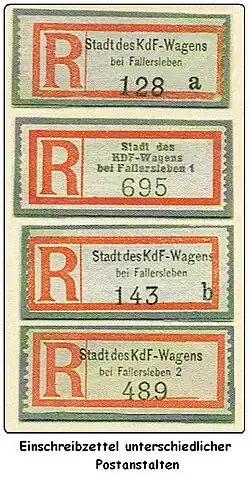 R Stadt des KdF-Wagens
bei Fallersleben
128 a
R Stadt des
KDF-Wagens
bei Fallersleben 1
695
R Stadt des KdF-Wagens
bei Fallersleben
143 b
R Stadt des KdF-Wagens
bei Fallersleben 2
489
Einschreibzettel unterschiedlicher
Postanstalten